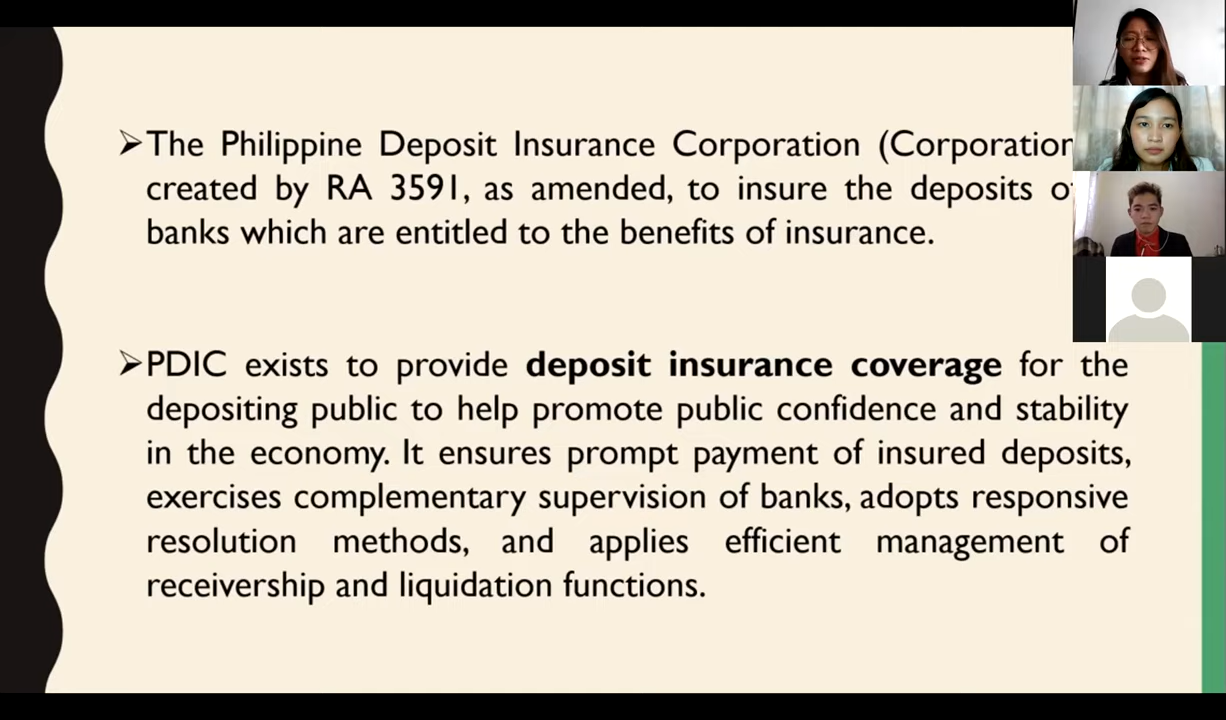 The Philippine Deposit Insurance Corporation (Corporation
created by RA 3591, as amended, to insure the deposits
banks which are entitled to the benefits of insurance.
PDIC exists to provide deposit insurance coverage for the
depositing public to help promote public confidence and stability
in the economy. It ensures prompt payment of insured deposits,
exercises complementary supervision of banks, adopts responsive
resolution methods, and applies efficient management of
receivership and liquidation functions.